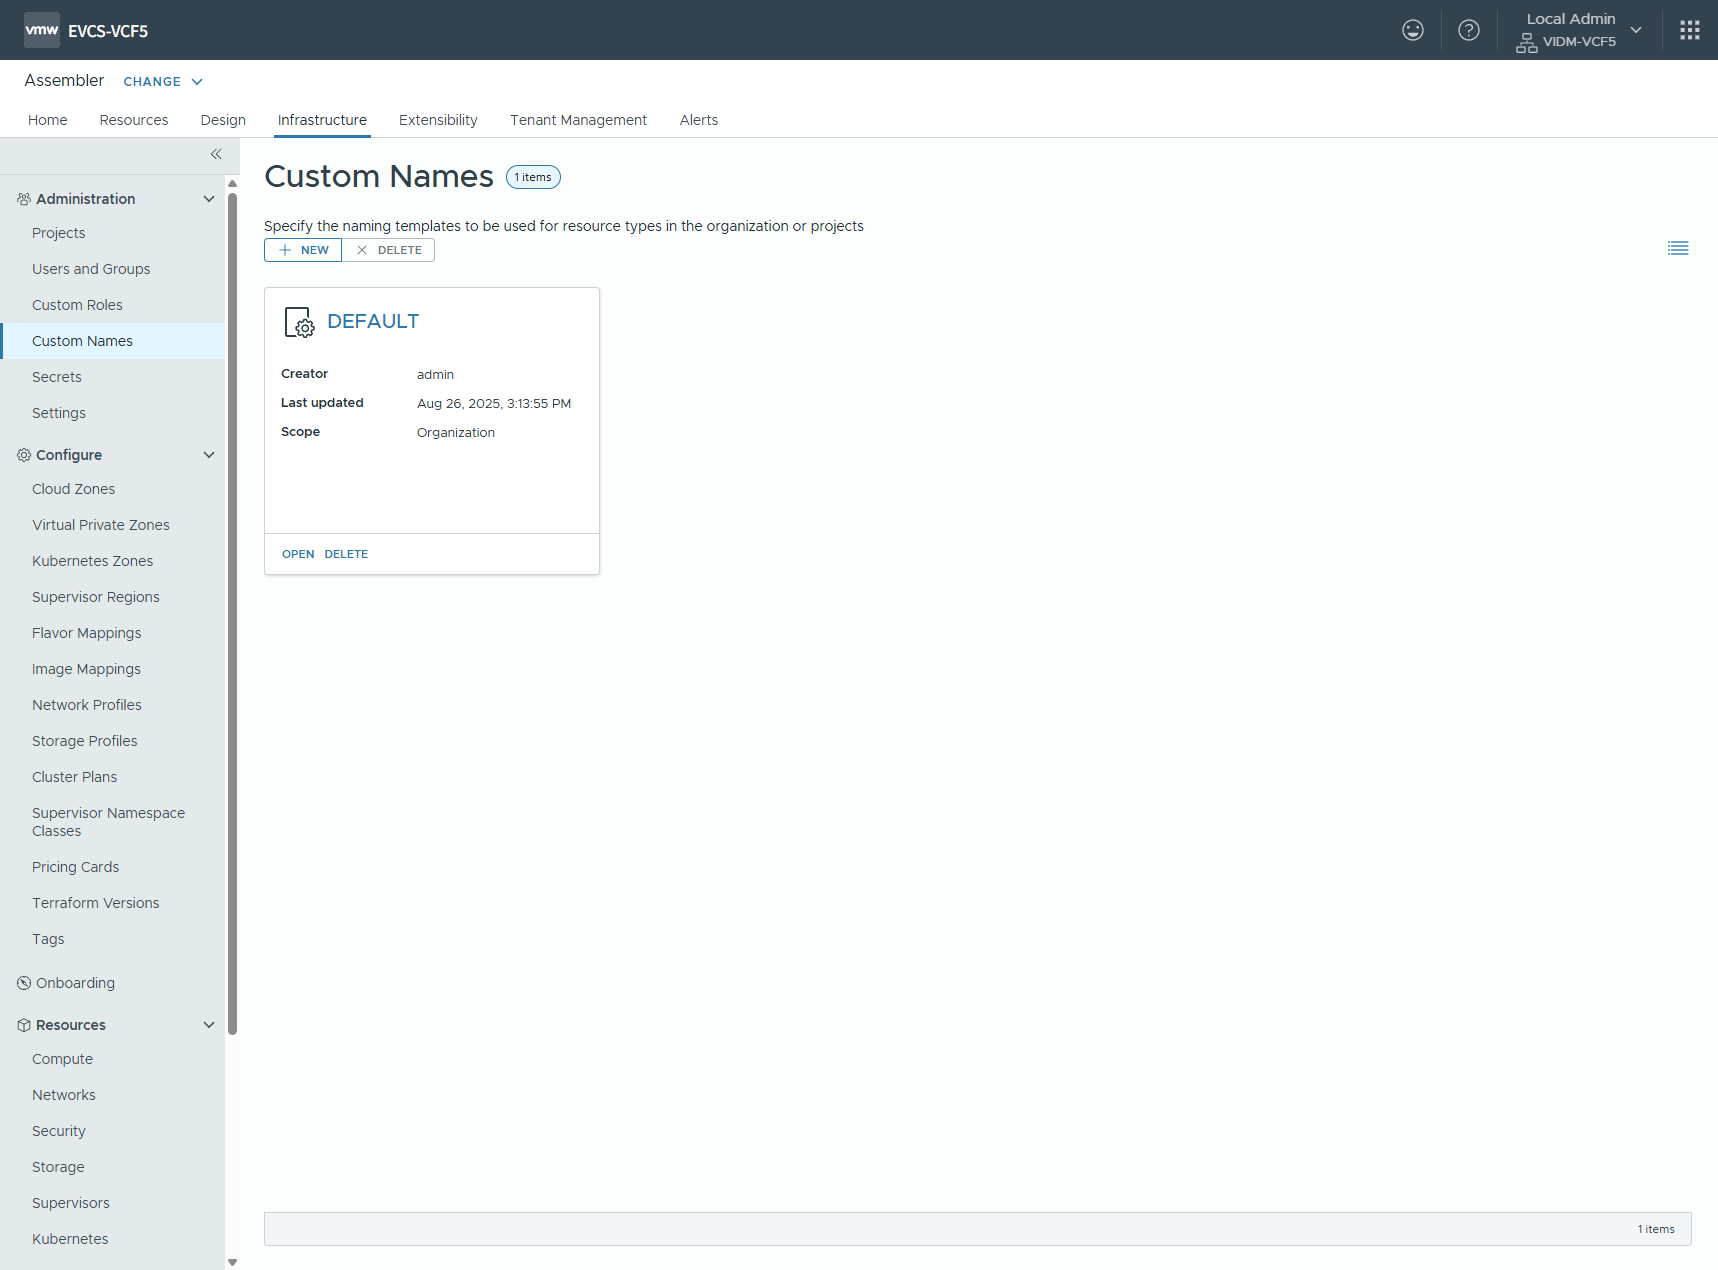 vmw EVCS-VCF5
Local Admin
VIDM-VCF5
Assembler CHANGE
Home Resources Design Infrastructure Extensibility Tenant Management Alerts
Administration
Projects
Users and Groups
Custom Roles
Custom Names
Secrets
Settings
Configure
Cloud Zones
Virtual Private Zones
Kubernetes Zones
Supervisor Regions
Flavor Mappings
Image Mappings
Network Profiles
Storage Profiles
Cluster Plans
Supervisor Namespace
Classes
Pricing Cards
Terraform Versions
Tags
Onboarding
Resources
Compute
Networks
Security
Storage
Supervisors
Kubernetes
Custom Names 1 items
Specify the naming templates to be used for resource types in the organization or projects
NEW DELETE
DEFAULT
Creator admin
Last updated Aug 26, 2025, 3:13:55 PM
Scope Organization
OPEN DELETE
1 items